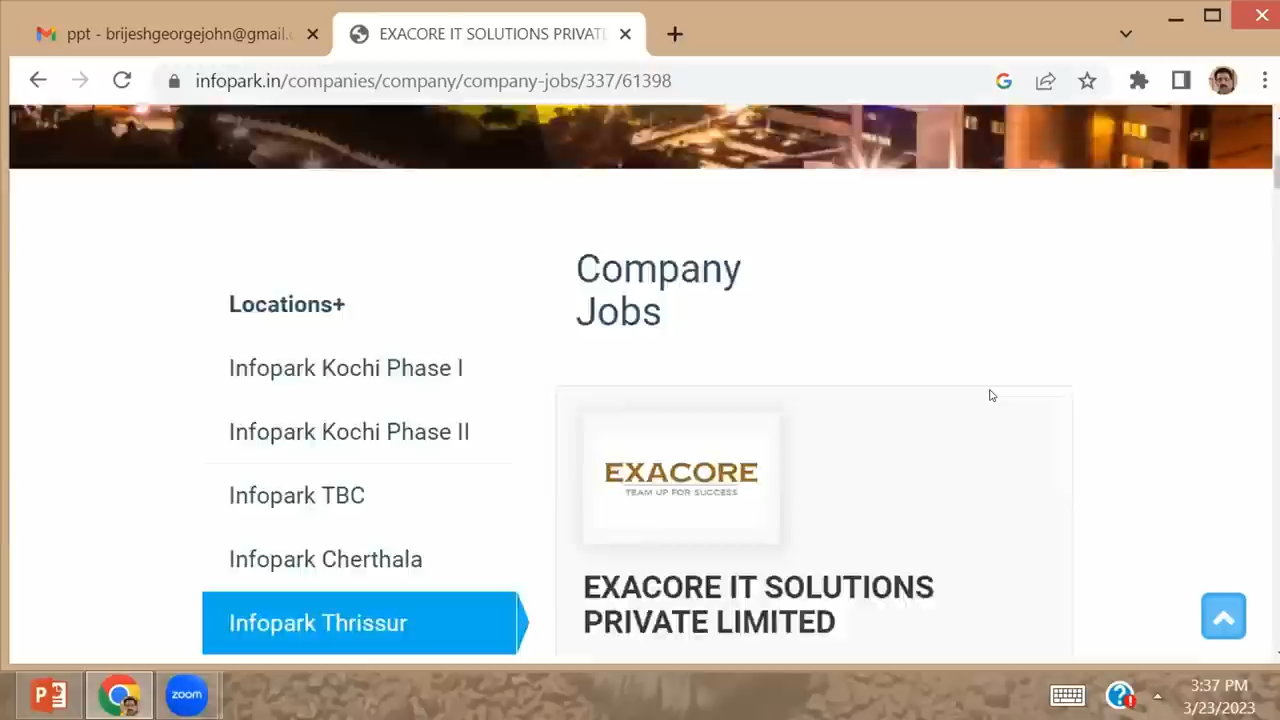 ppt - brijeshgeorgejohn@gmail.c
EXACORE IT SOLUTIONS PRIVATE
infopark.in/companies/company/company-jobs/337/61398
Company
Jobs
Locations+
Infopark Kochi Phase I
Infopark Kochi Phase II
Infopark TBC
Infopark Cherthala
Infopark Thrissur
EXACORE
TEAM UP FOR SUCCESS
EXACORE IT SOLUTIONS
PRIVATE LIMITED
zoom
3:37 PM
3/23/2023